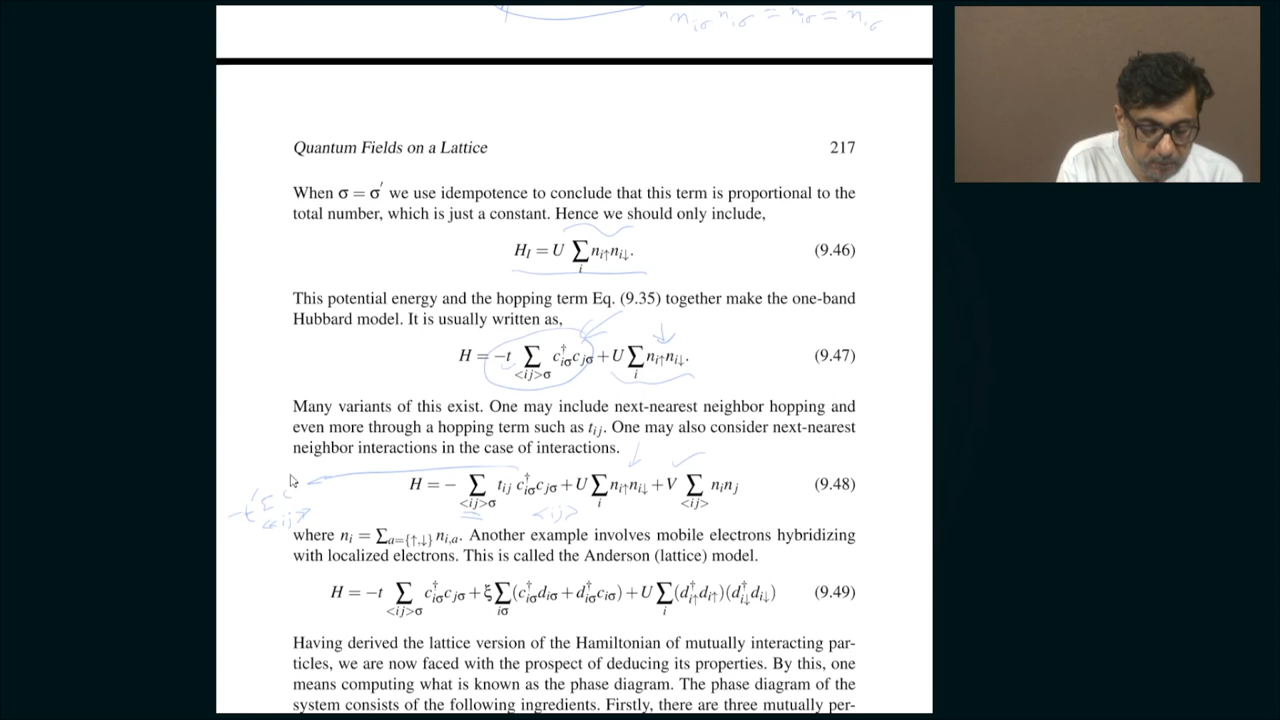 n_{iσ} n_{iσ} = n_{iσ} = n_{iσ}
Quantum Fields on a Lattice 217
When σ = σ′ we use idempotence to conclude that this term is proportional to the
total number, which is just a constant. Hence we should only include,
H_I = U ∑_i n_{i↑}n_{i↓}. (9.46)
This potential energy and the hopping term Eq. (9.35) together make the one-band
Hubbard model. It is usually written as,
H = −t ∑_{<ij>σ} c†_{iσ}c_{jσ} + U ∑_i n_{i↑}n_{i↓}. (9.47)
Many variants of this exist. One may include next-nearest neighbor hopping and
even more through a hopping term such as t_{ij}. One may also consider next-nearest
neighbor interactions in the case of interactions.
H = − ∑_{<ij>σ} t_{ij} c†_{iσ}c_{jσ} + U ∑_i n_{i↑}n_{i↓} + V ∑_{<ij>} n_i n_j (9.48)
−t′ Σ <<ij>>
<ij>
where n_i = ∑_{a={↑,↓}} n_{i,a}. Another example involves mobile electrons hybridizing
with localized electrons. This is called the Anderson (lattice) model.
H = −t ∑_{<ij>σ} c†_{iσ}c_{jσ} + ξ ∑_{iσ} (c†_{iσ}d_{iσ} + d†_{iσ}c_{iσ}) + U ∑_i (d†_{i↑}d_{i↑})(d†_{i↓}d_{i↓}) (9.49)
Having derived the lattice version of the Hamiltonian of mutually interacting par-
ticles, we are now faced with the prospect of deducing its properties. By this, one
means computing what is known as the phase diagram. The phase diagram of the
system consists of the following ingredients. Firstly, there are three mutually per-